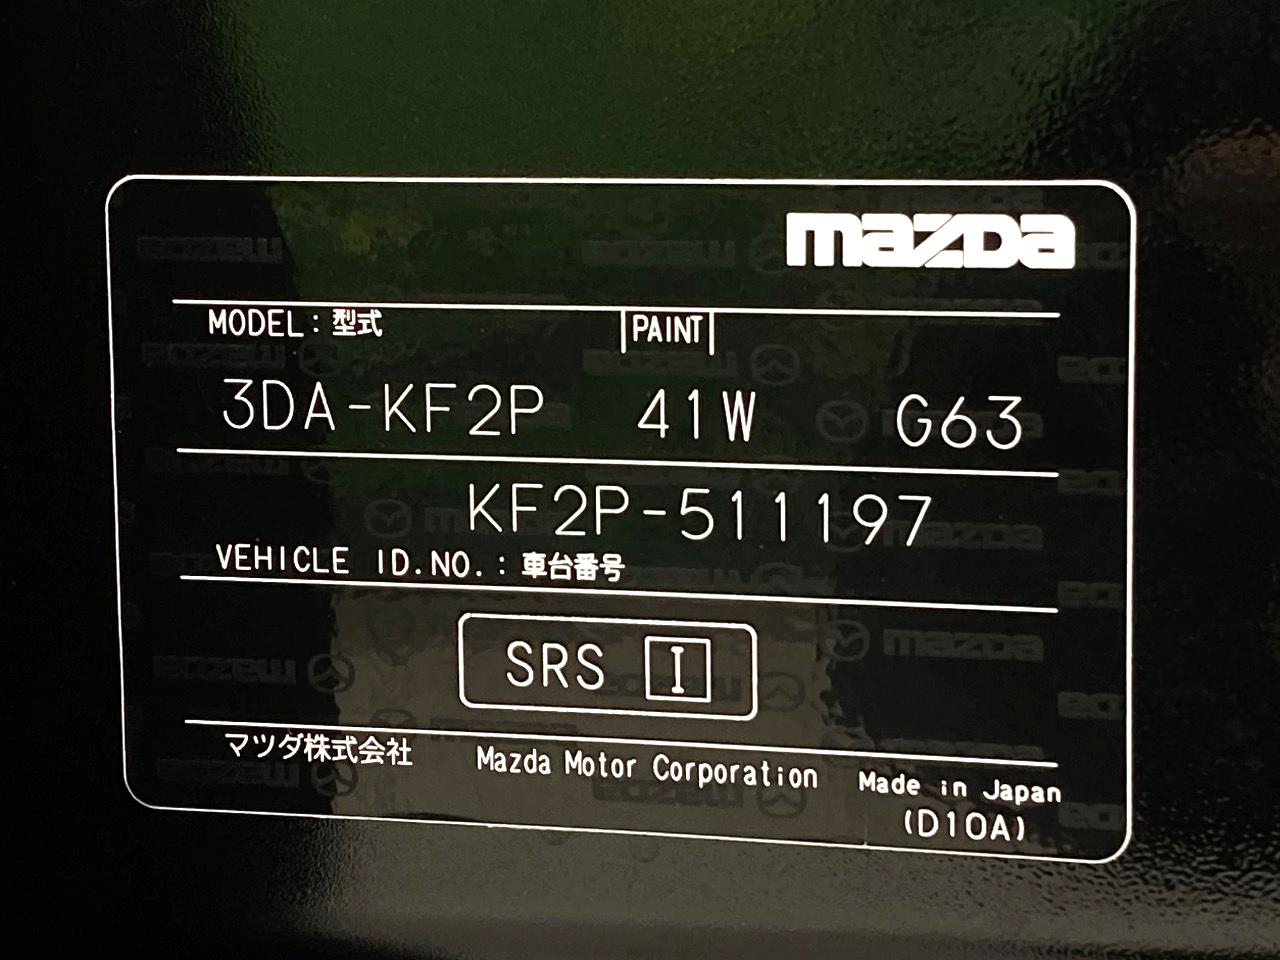 mazda
MODEL : 型式 PAINT
3DA-KF2P 41W G63
KF2P-511197
VEHICLE ID.NO. : 車台番号
SRS I
マツダ株式会社 Mazda Motor Corporation Made in Japan
(D10A)